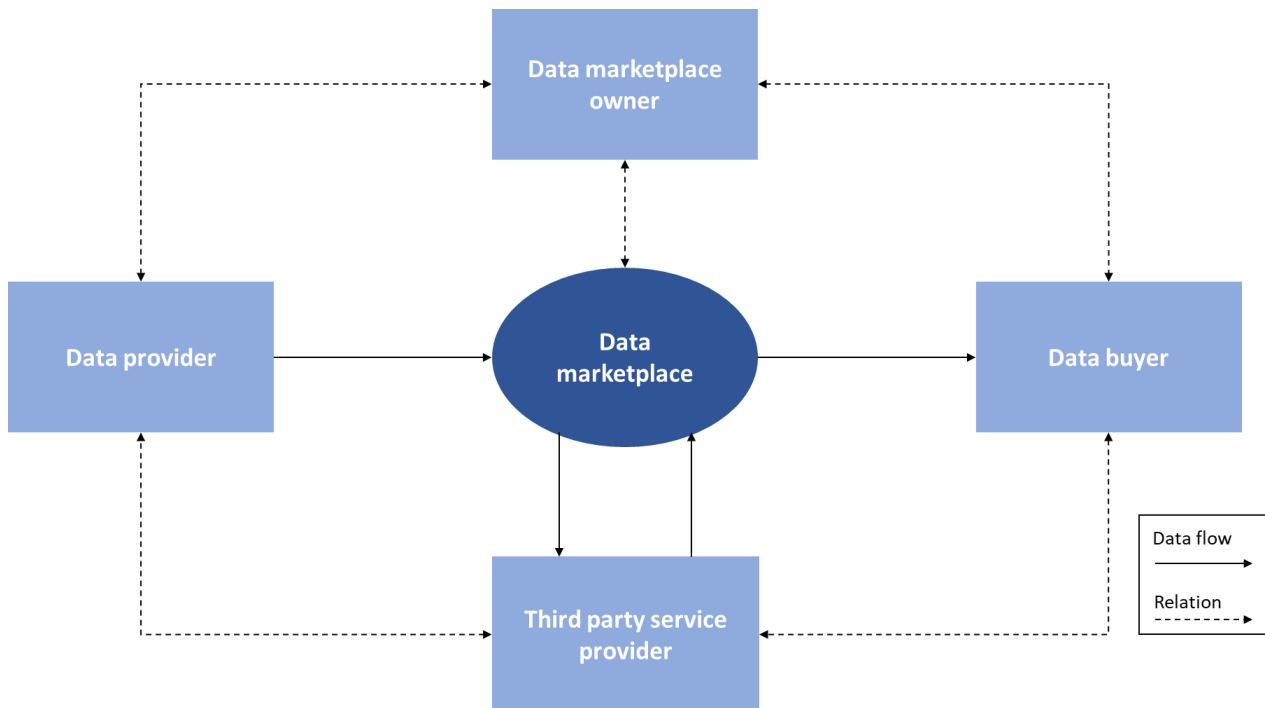 Data marketplace
owner
Data provider
Data
marketplace
Data buyer
Third party service
provider
Data flow
Relation